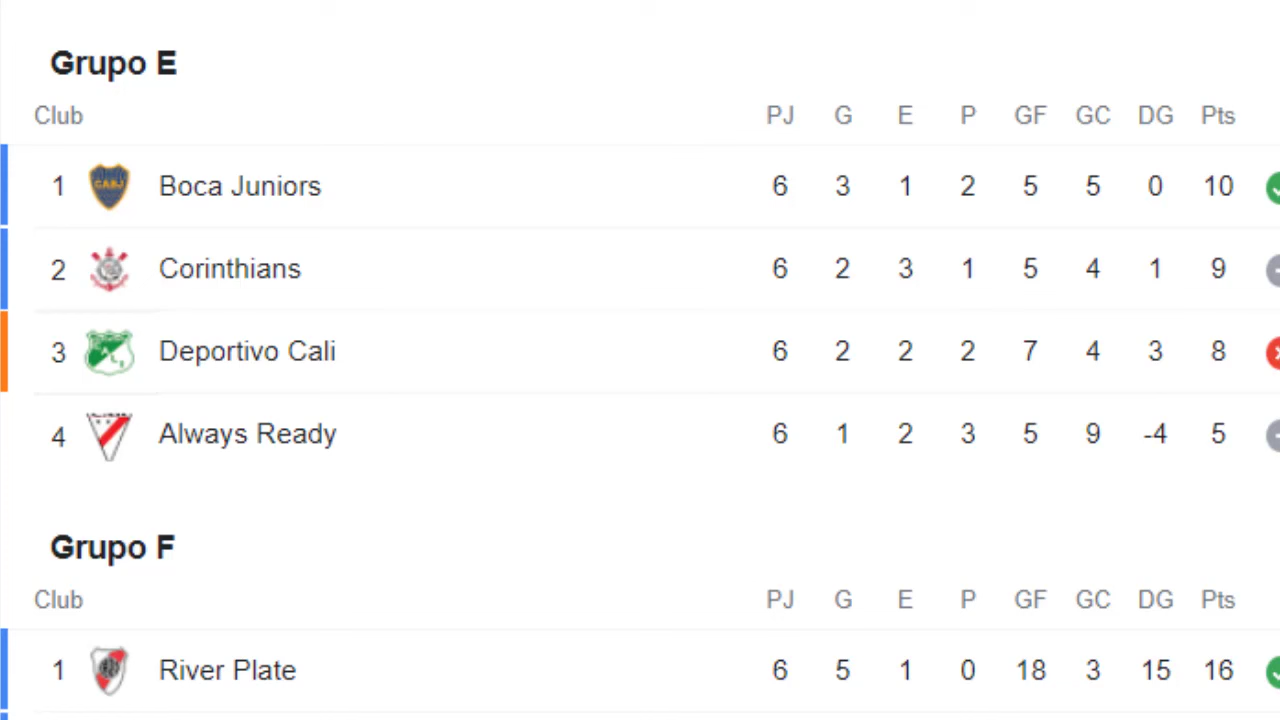 Grupo E
Club PJ G E P GF GC DG Pts
1 CABJ Boca Juniors 6 3 1 2 5 5 0 10
2 Corinthians 6 2 3 1 5 4 1 9
3 Deportivo Cali 6 2 2 2 7 4 3 8
4 Always Ready 6 1 2 3 5 9 -4 5
Grupo F
Club PJ G E P GF GC DG Pts
1 River Plate 6 5 1 0 18 3 15 16